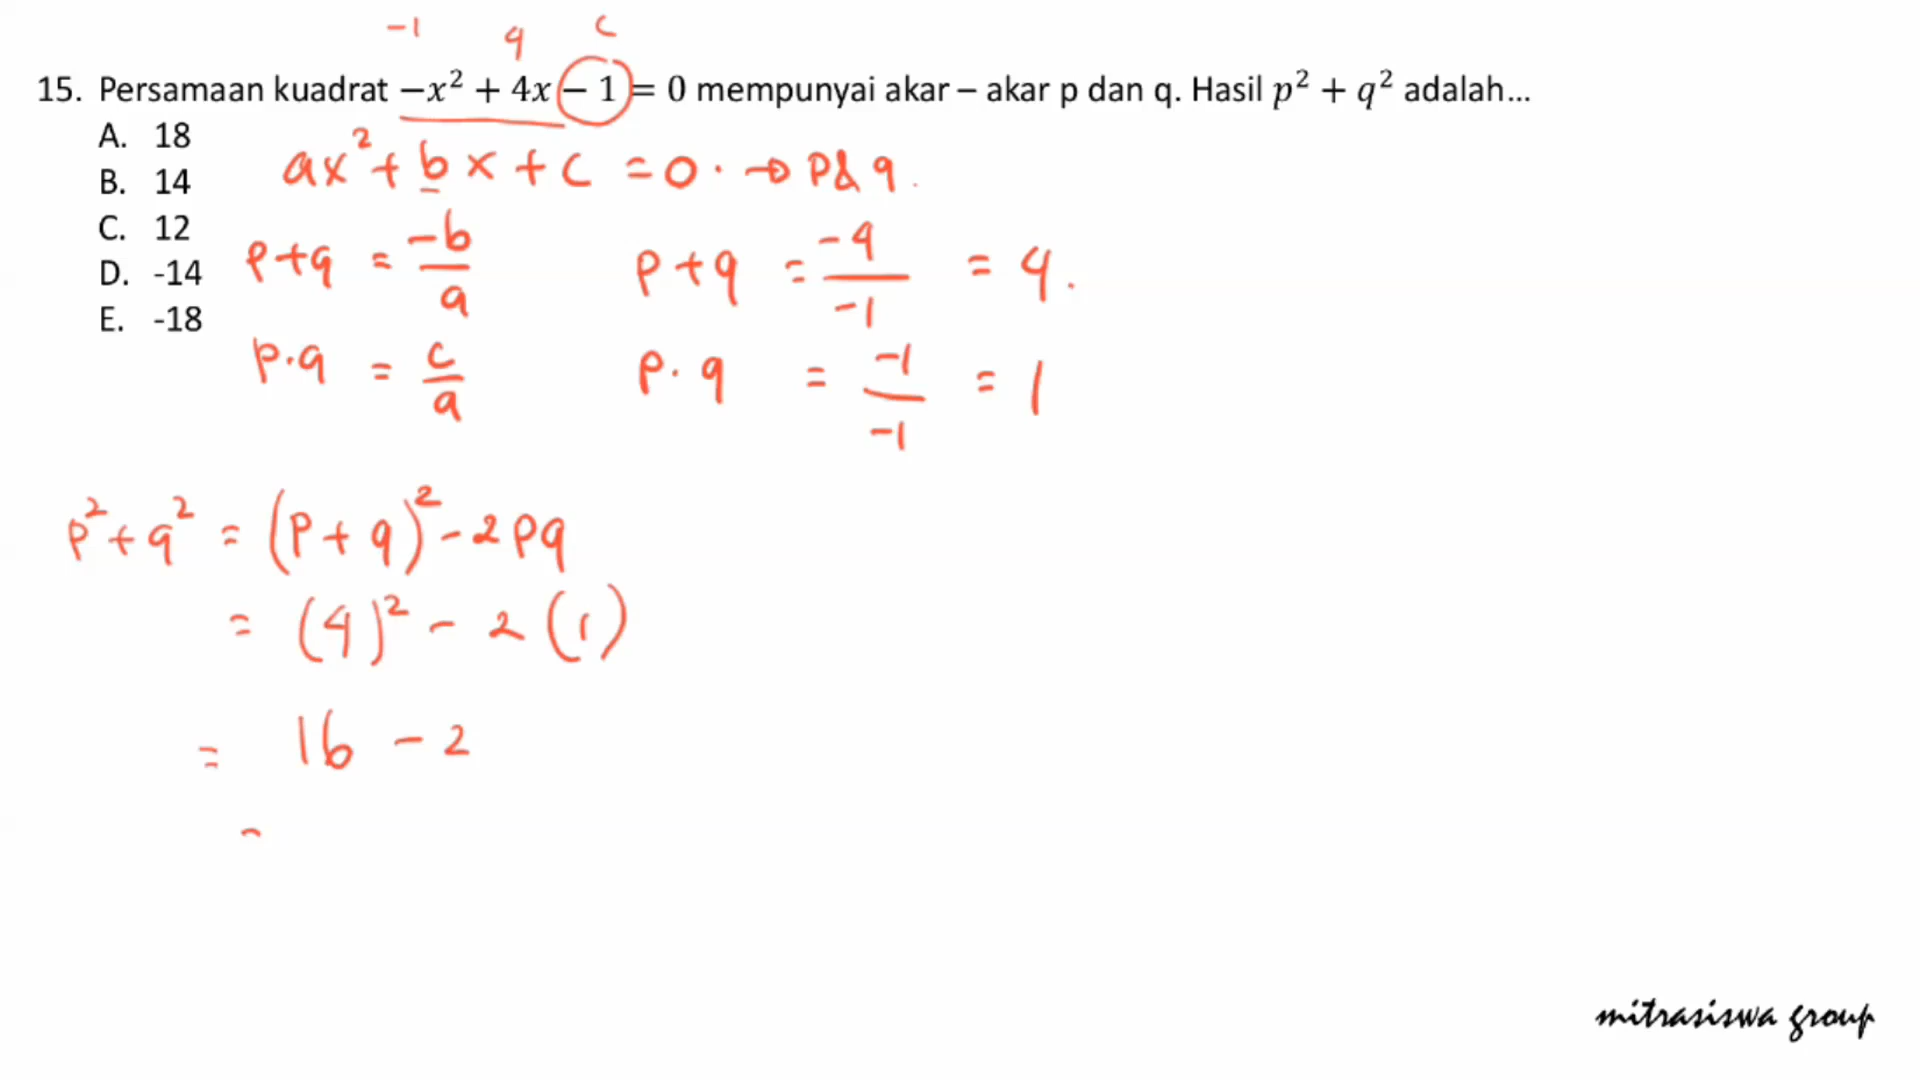 -1 4 c
15. Persamaan kuadrat −x² + 4x − 1 = 0 mempunyai akar – akar p dan q. Hasil p² + q² adalah...
A. 18
B. 14
C. 12
D. -14
E. -18
ax² + bx + c = 0. → p & q.
p + q = -b/a
p + q = -4/-1 = 4.
p . q = c/a
p . q = -1/-1 = 1
p² + q² = (p + q)² - 2pq
= (4)² - 2 (1)
= 16 - 2
-
mitrasiswa group